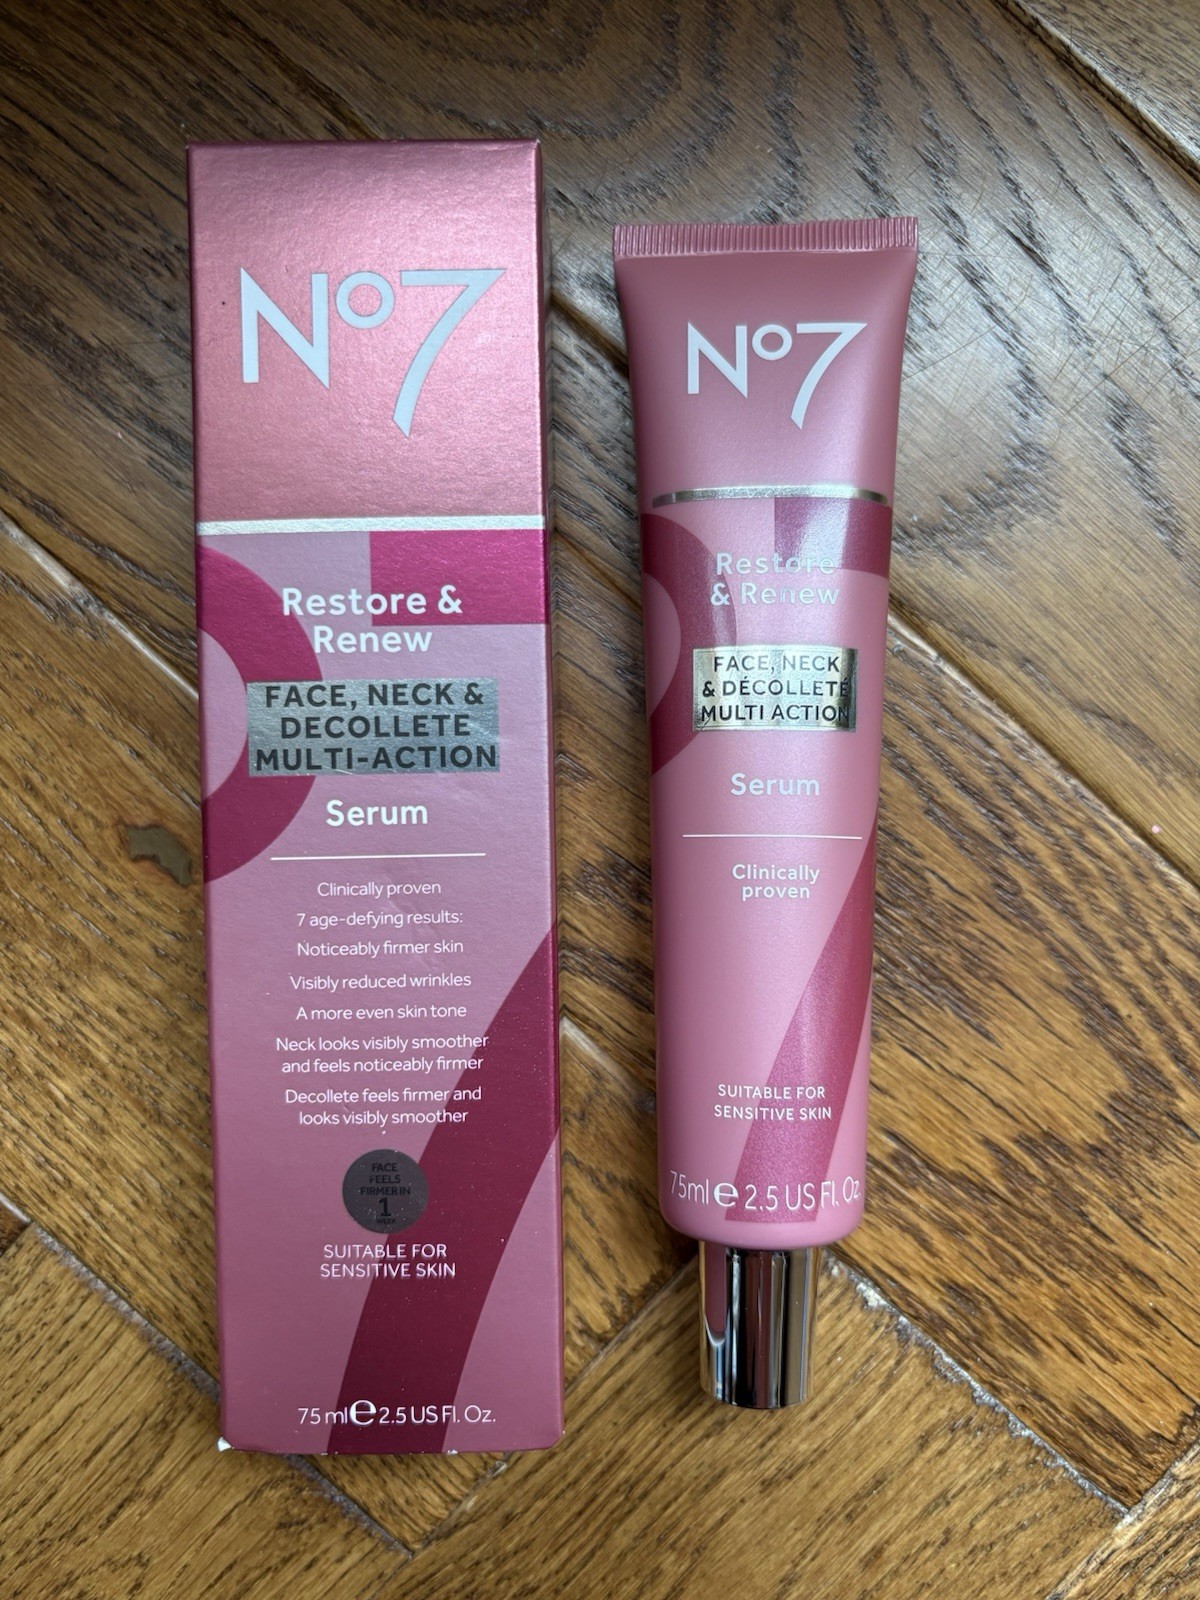 Nº7
Restore &
Renew
FACE, NECK &
DECOLLETE
MULTI-ACTION
Serum
Clinically proven
7 age-defying results:
Noticeably firmer skin
Visibly reduced wrinkles
A more even skin tone
Neck looks visibly smoother
and feels noticeably firmer
Decollete feels firmer and
looks visibly smoother
FACE
FEELS
FIRMER IN
1
WEEK
SUITABLE FOR
SENSITIVE SKIN
75 ml ℮ 2.5 US Fl. Oz.
Nº7
Restore
& Renew
FACE, NECK
& DÉCOLLETÉ
MULTI ACTION
Serum
Clinically
proven
SUITABLE FOR
SENSITIVE SKIN
75ml ℮ 2.5 US Fl. Oz.